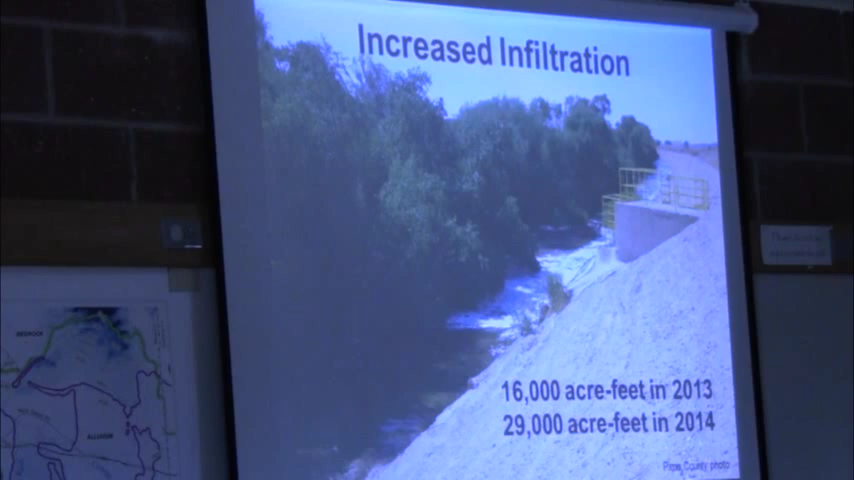 Increased Infiltration
16,000 acre-feet in 2013
29,000 acre-feet in 2014
Pima County photo